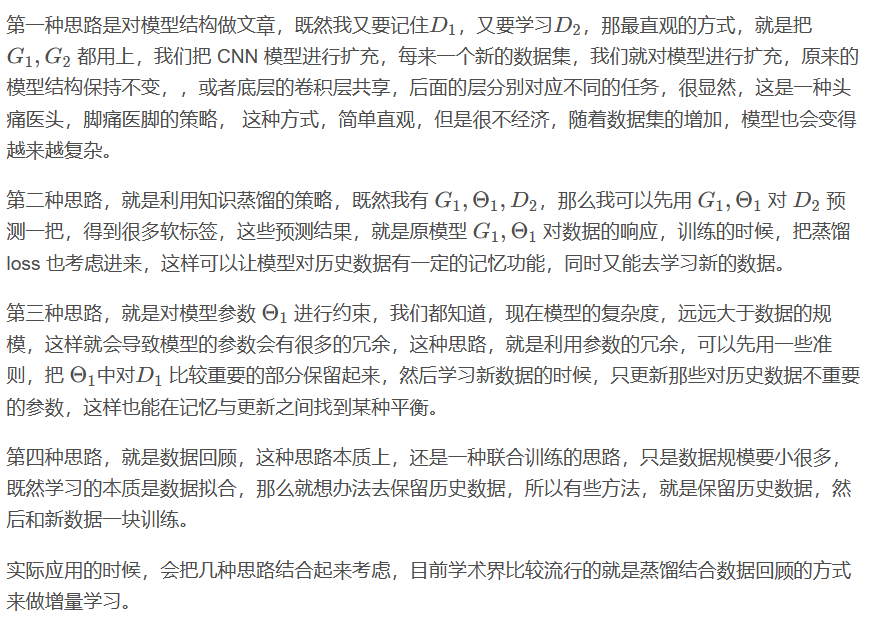 第一种思路是对模型结构做文章，既然我又要记住D₁，又要学习D₂，那最直观的方式，就是把
G₁, G₂ 都用上，我们把 CNN 模型进行扩充，每来一个新的数据集，我们就对模型进行扩充，原来的
模型结构保持不变，，或者底层的卷积层共享，后面的层分别对应不同的任务，很显然，这是一种头
痛医头，脚痛医脚的策略， 这种方式，简单直观，但是很不经济，随着数据集的增加，模型也会变得
越来越复杂。
第二种思路，就是利用知识蒸馏的策略，既然我有 G₁, Θ₁, D₂，那么我可以先用 G₁, Θ₁ 对 D₂ 预
测一把，得到很多软标签，这些预测结果，就是原模型 G₁, Θ₁ 对数据的响应，训练的时候，把蒸馏
loss 也考虑进来，这样可以让模型对历史数据有一定的记忆功能，同时又能去学习新的数据。
第三种思路，就是对模型参数 Θ₁ 进行约束，我们都知道，现在模型的复杂度，远远大于数据的规
模，这样就会导致模型的参数会有很多的冗余，这种思路，就是利用参数的冗余，可以先用一些准
则，把 Θ₁中对D₁ 比较重要的部分保留起来，然后学习新数据的时候，只更新那些对历史数据不重要
的参数，这样也能在记忆与更新之间找到某种平衡。
第四种思路，就是数据回顾，这种思路本质上，还是一种联合训练的思路，只是数据规模要小很多，
既然学习的本质是数据拟合，那么就想办法去保留历史数据，所以有些方法，就是保留历史数据，然
后和新数据一块训练。
实际应用的时候，会把几种思路结合起来考虑，目前学术界比较流行的就是蒸馏结合数据回顾的方式
来做增量学习。